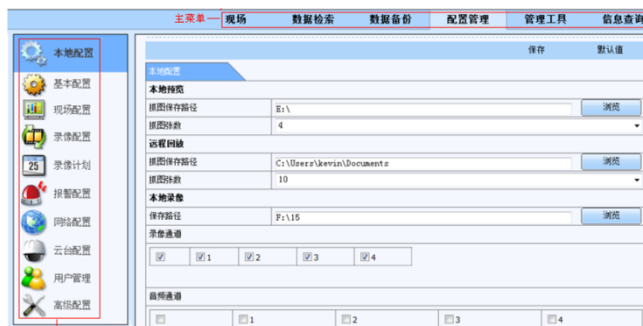 主菜单 现场 数据检索 数据备份 配置管理 管理工具 信息查询
保存 默认值
本地配置
基本配置
现场配置
录像配置
25 录像计划
报警配置
网络配置
云台配置
用户管理
高级配置
本地配置
本地预览
抓图保存路径 E:\ 浏览
抓图张数 4
远程回放
抓图保存路径 C:\Users\kevin\Documents 浏览
抓图张数 10
本地录像
保存路径 F:\15 浏览
录像通道
1 2 3 4
音频通道
1 2 3 4